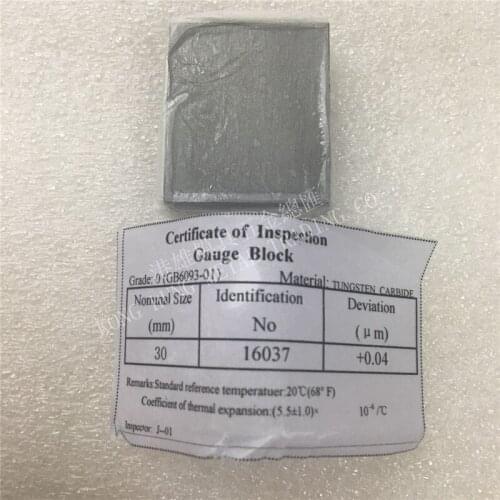 Certificate of Inspection
Gauge Block
Grade: 0 (GB6093-01) Material: TUNGSTEN CARBIDE
Nominal Size (mm) Identification No Deviation (μm)
30 16037 +0.04
Remarks:Standard reference temperatuer:20℃(68° F)
Coefficient of thermal expansion:(5.5±1.0)× 10⁻⁶/℃
Inspector: J--01